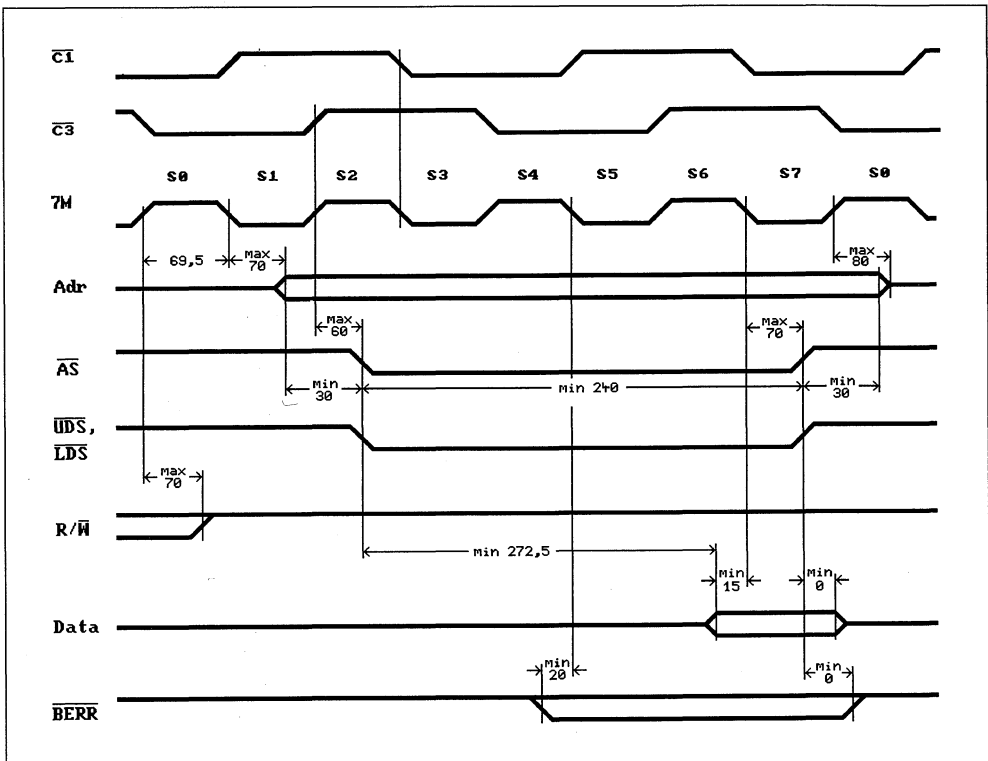 C1
C3
S0 S1 S2 S3 S4 S5 S6 S7 S0
7M
69,5
Max 70
Max 80
Adr
Max 60
Max 70
AS
Min 30
Min 240
Min 30
UDS,
LDS
Max 70
R/W
Min 272,5
Min 15
Min 0
Data
Min 20
Min 0
BERR